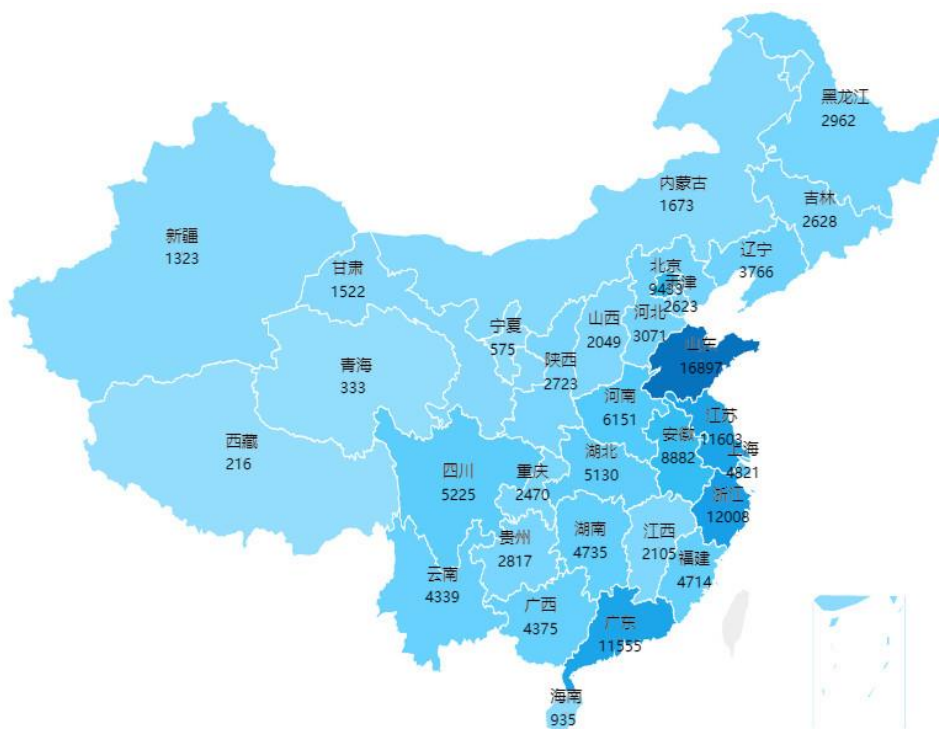 黑龙江
2962
内蒙古
1673
吉林
2628
新疆
1323
辽宁
3766
甘肃
1522
北京
9433
天津
2623
宁夏
575
山西
2049
河北
3071
山东
16897
青海
333
陕西
2723
河南
6151
江苏
11603
安徽
8882
上海
4821
西藏
216
四川
5225
重庆
2470
湖北
5130
浙江
12008
贵州
2817
湖南
4735
江西
2105
福建
4714
云南
4339
广西
4375
广东
11555
海南
935